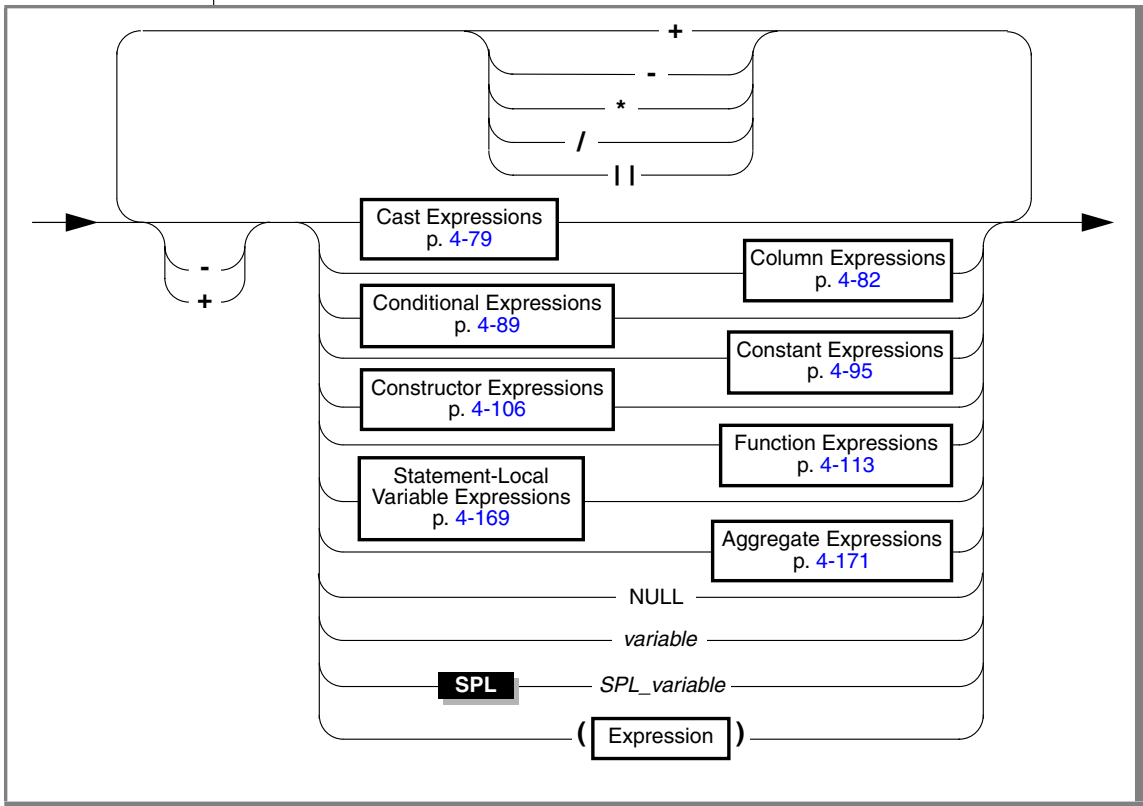 +
-
*
/
||
Cast Expressions
p. 4-79
-
+
Column Expressions
p. 4-82
Conditional Expressions
p. 4-89
Constant Expressions
p. 4-95
Constructor Expressions
p. 4-106
Function Expressions
p. 4-113
Statement-Local
Variable Expressions
p. 4-169
Aggregate Expressions
p. 4-171
NULL
variable
SPL SPL_variable
( Expression )